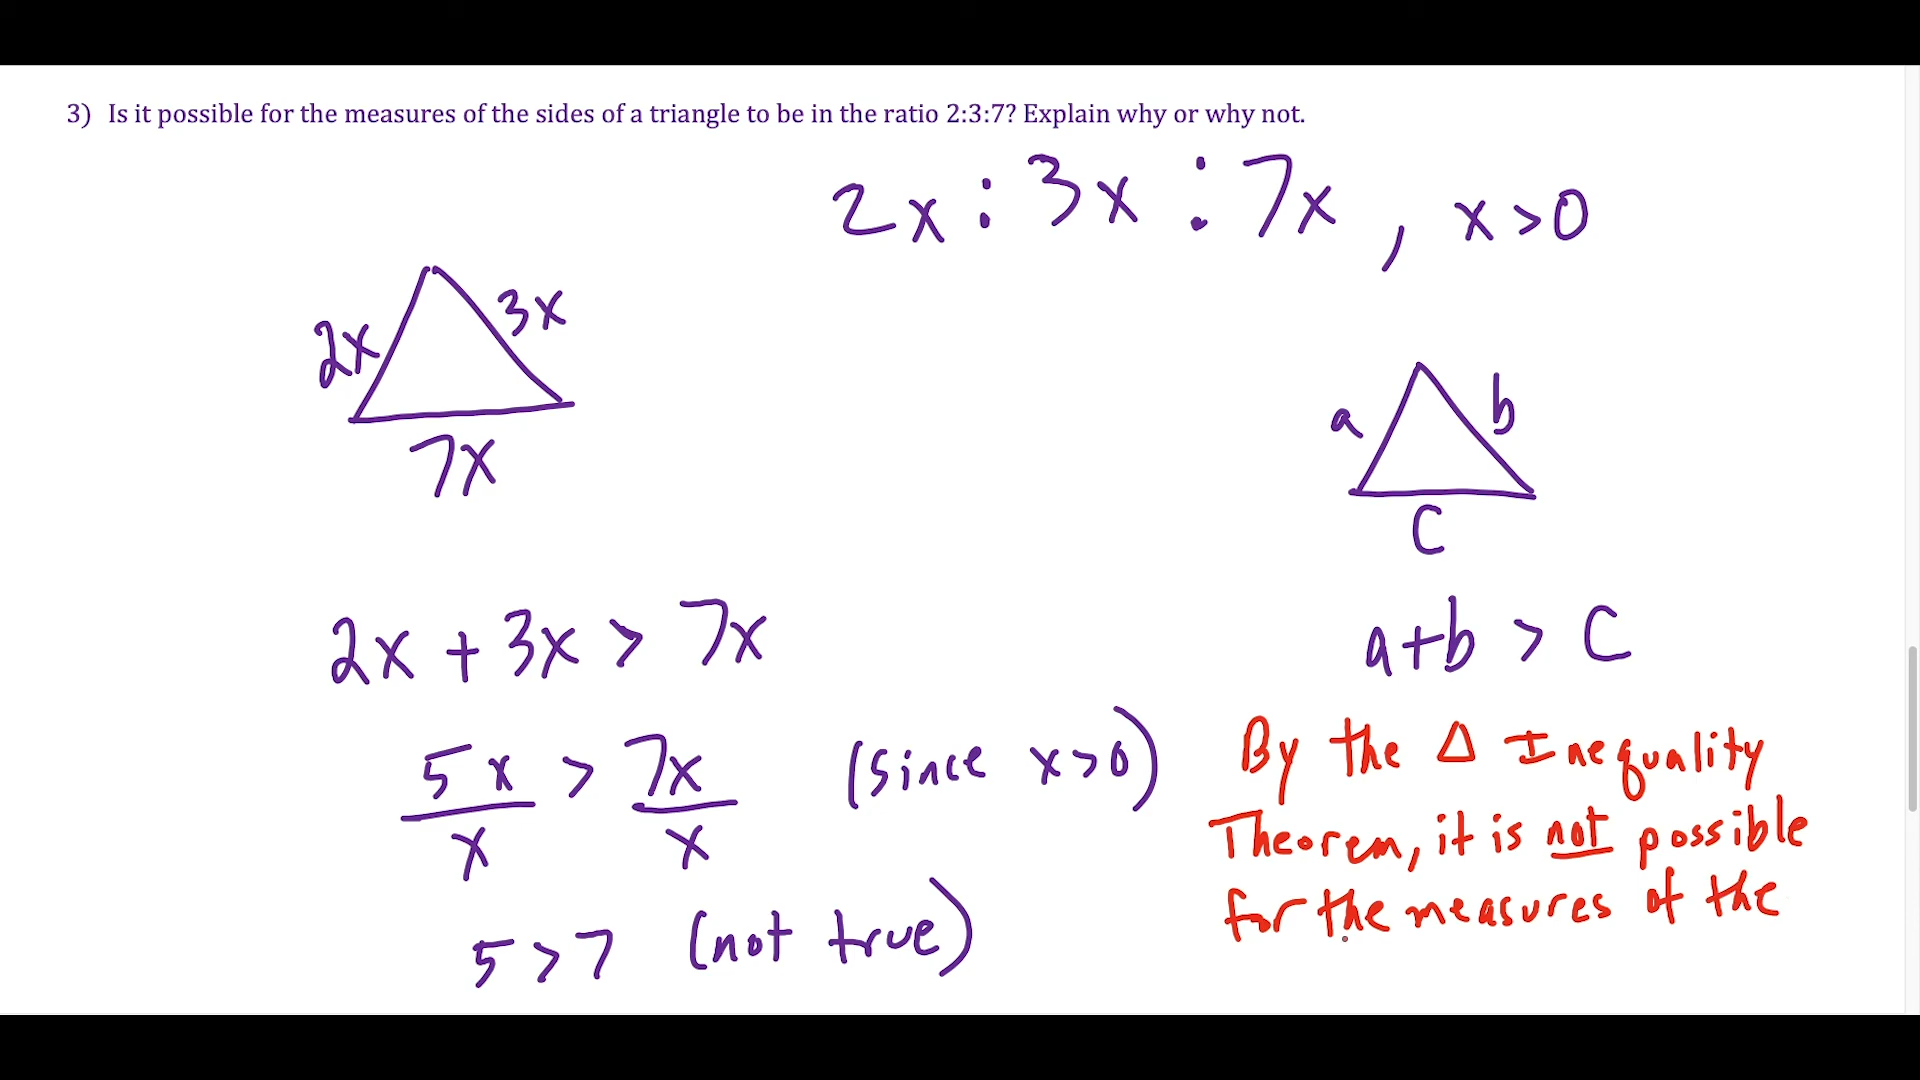 3) Is it possible for the measures of the sides of a triangle to be in the ratio 2:3:7? Explain why or why not.
2x : 3x : 7x , x > 0
2x
3x
7x
a
b
c
2x + 3x > 7x
a+b > c
5x > 7x (since x>0)
x x
5 > 7 (not true)
By the Δ Inequality
Theorem, it is not possible
for the measures of the